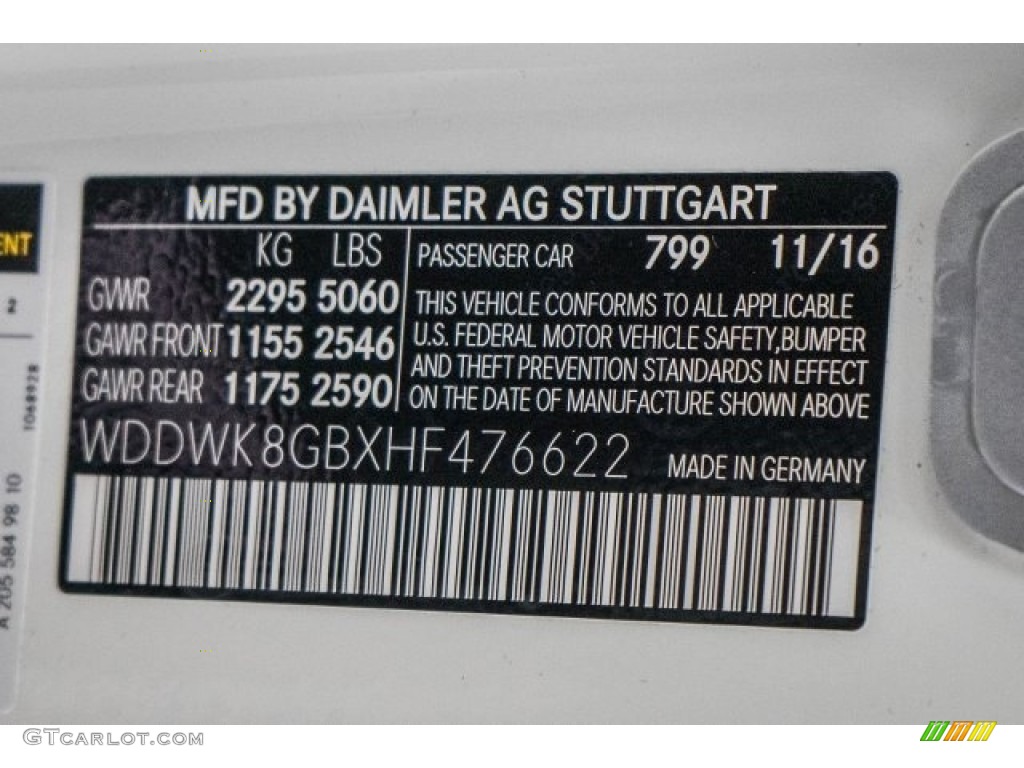 MFD BY DAIMLER AG STUTTGART
KG LBS
GVWR 2295 5060
GAWR FRONT 1155 2546
GAWR REAR 1175 2590
PASSENGER CAR 799 11/16
THIS VEHICLE CONFORMS TO ALL APPLICABLE
U.S. FEDERAL MOTOR VEHICLE SAFETY,BUMPER
AND THEFT PREVENTION STANDARDS IN EFFECT
ON THE DATE OF MANUFACTURE SHOWN ABOVE
WDDWK8GBXHF476622 MADE IN GERMANY
ENT
2
A 205 584 98 10
GTCARLOT.COM